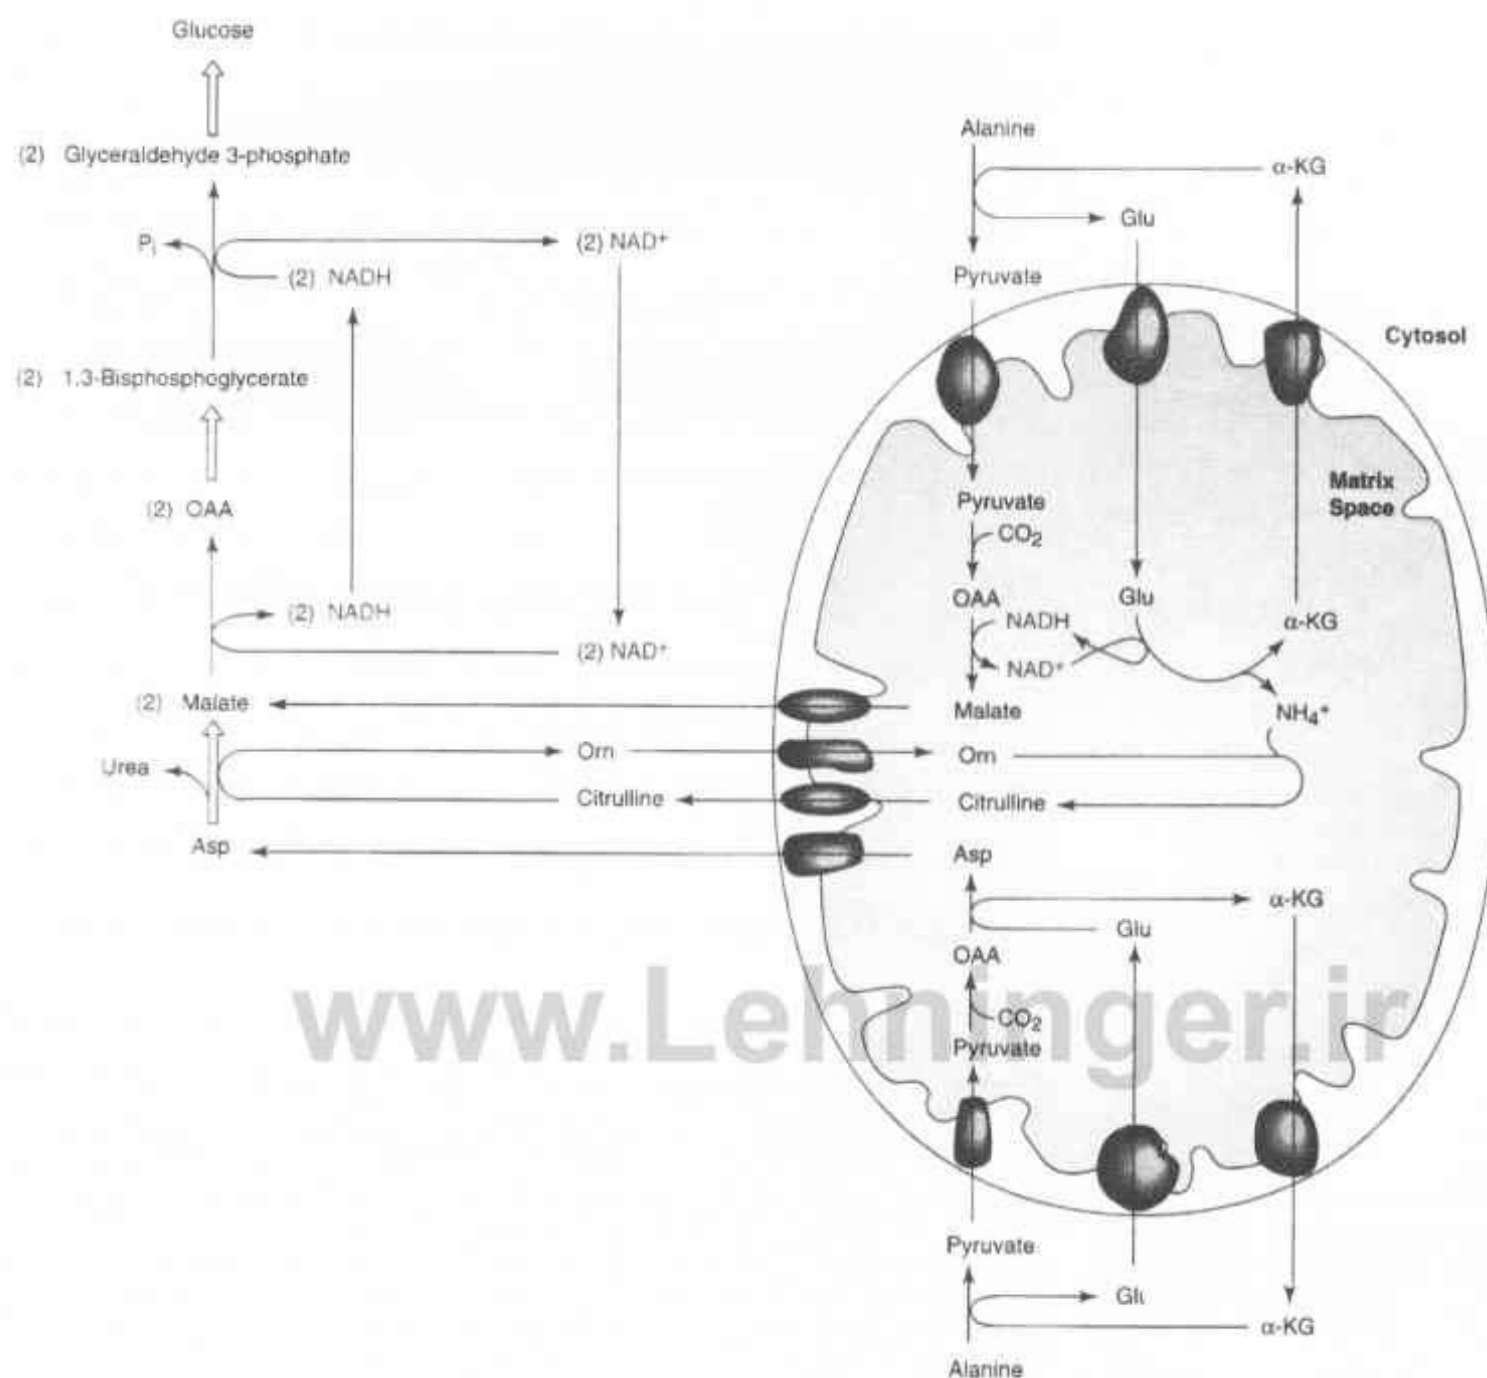 Glucose
(2) Glyceraldehyde 3-phosphate
Pi
(2) NAD+
(2) NADH
(2) 1,3-Bisphosphoglycerate
(2) OAA
(2) NADH
(2) NAD+
(2) Malate
Urea
Orn
Citrulline
Asp
Alanine
α-KG
Glu
Pyruvate
Cytosol
Matrix
Space
Pyruvate
CO2
OAA
Glu
α-KG
NADH
NAD+
Malate
NH4+
Orn
Citrulline
Asp
α-KG
Glu
OAA
CO2
Pyruvate
www.Lehninger.ir
Pyruvate
Glu
α-KG
Alanine